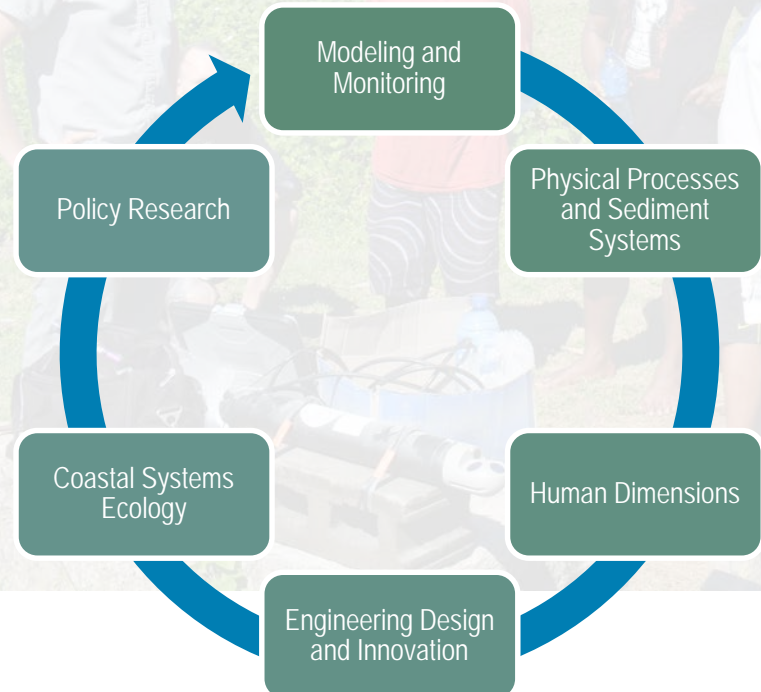 Modeling and
Monitoring
Physical Processes
and Sediment
Systems
Human Dimensions
Engineering Design
and Innovation
Coastal Systems
Ecology
Policy Research